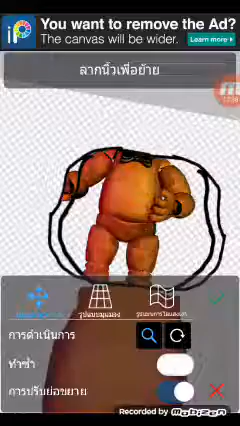 You want to remove the Ad?
The canvas will be wider.
Learn more
iP
ลากนิ้วเพื่อย้าย
การดำเนินการ
ทำซ้ำ
การปรับย่อขยาย
Recorded by Mobizen